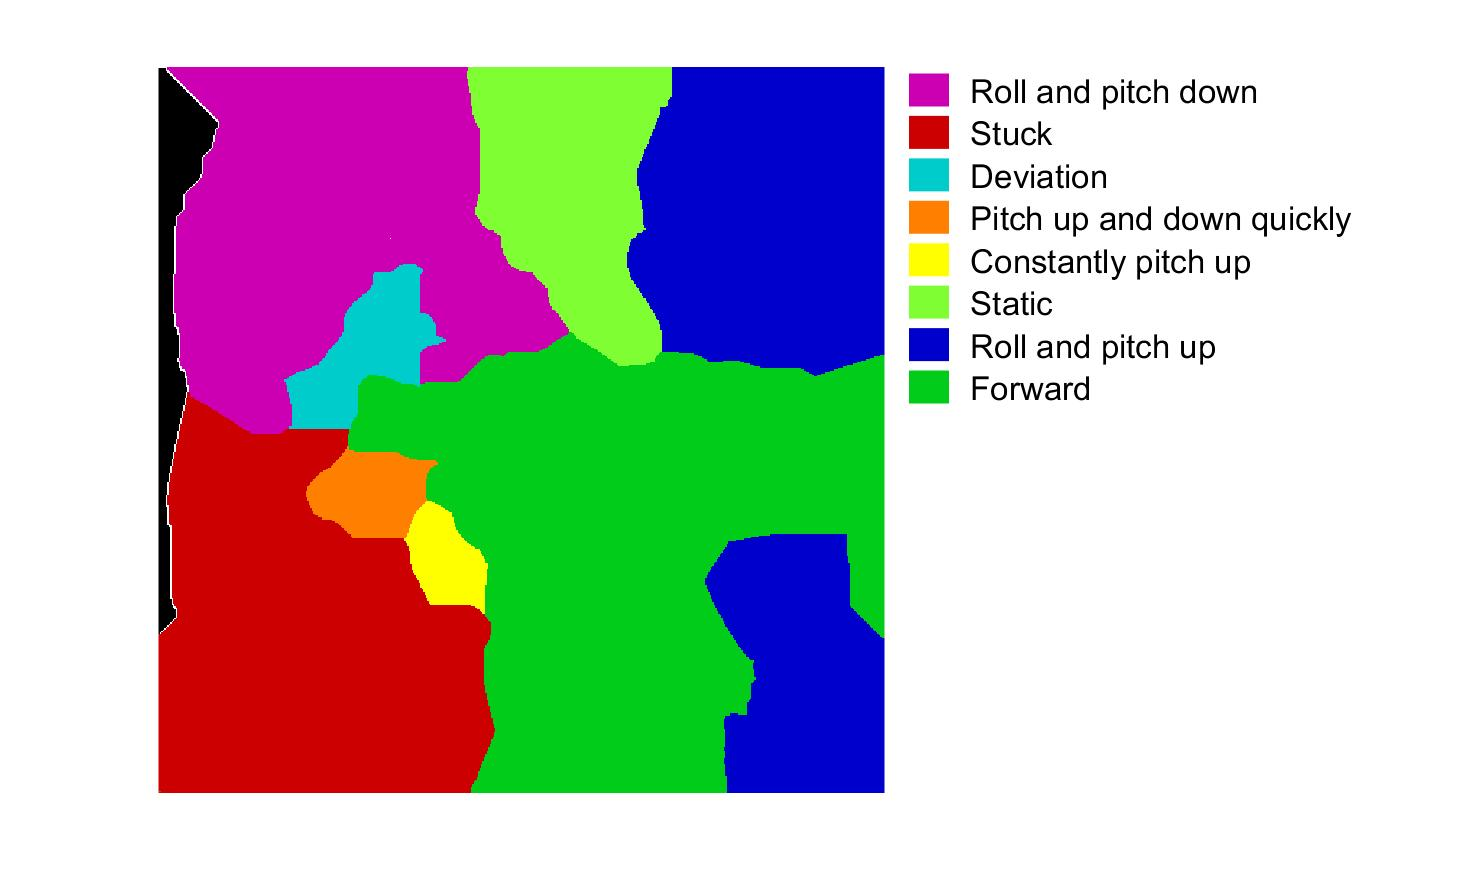 Roll and pitch down
Stuck
Deviation
Pitch up and down quickly
Constantly pitch up
Static
Roll and pitch up
Forward